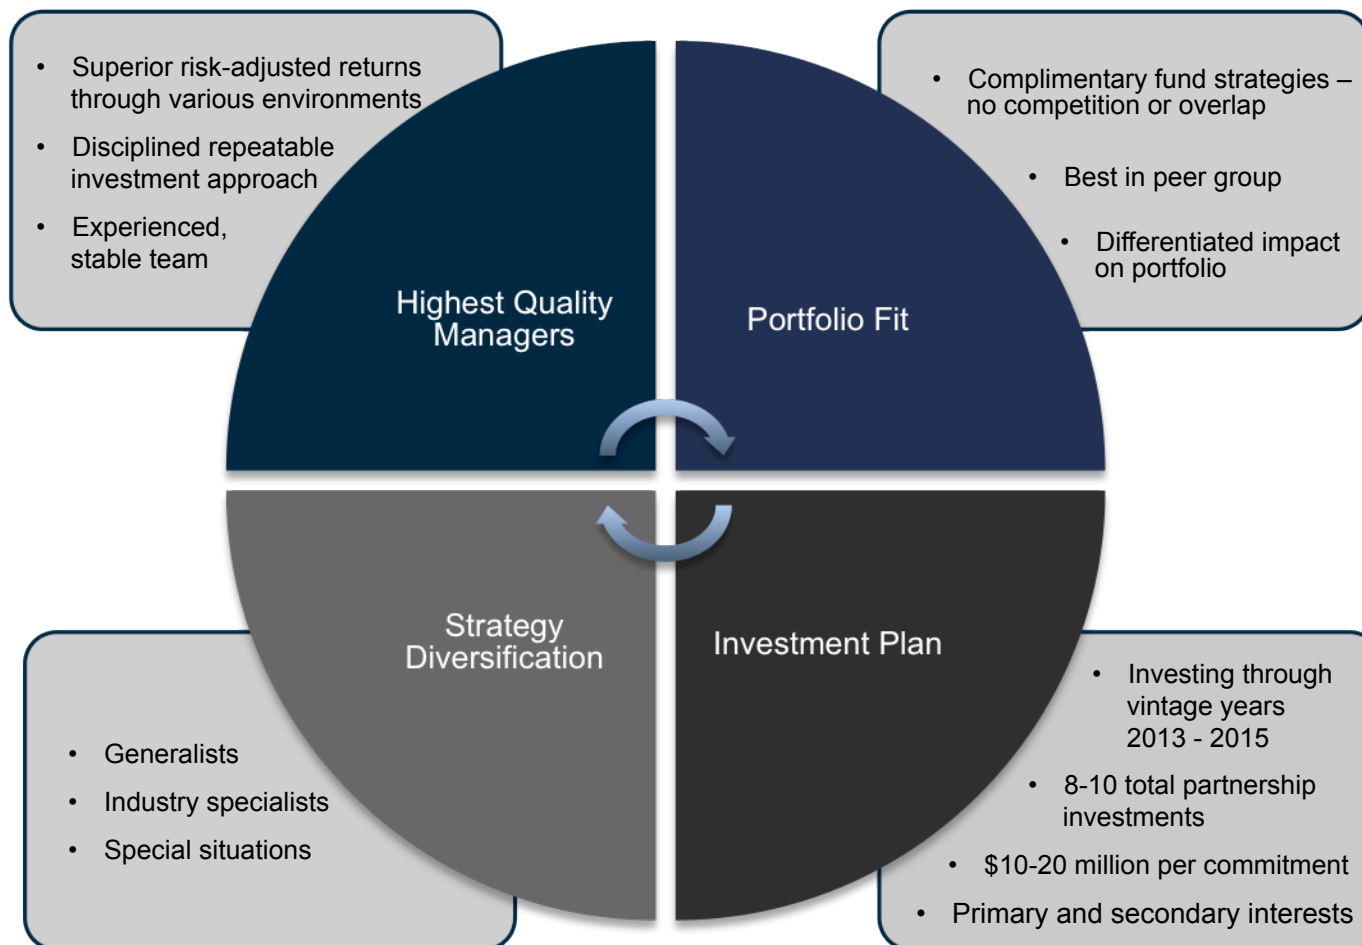 • Superior risk-adjusted returns
through various environments
• Disciplined repeatable
investment approach
• Experienced,
stable team
Highest Quality
Managers
Portfolio Fit
• Complimentary fund strategies –
no competition or overlap
• Best in peer group
• Differentiated impact
on portfolio
Strategy
Diversification
• Generalists
• Industry specialists
• Special situations
Investment Plan
• Investing through
vintage years
2013 - 2015
• 8-10 total partnership
investments
• $10-20 million per commitment
• Primary and secondary interests